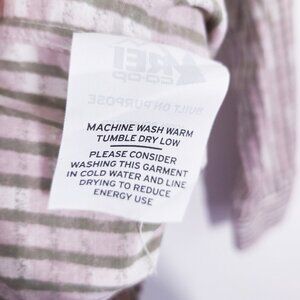 REI
CO·OP
BUILT ON PURPOSE
MACHINE WASH WARM
TUMBLE DRY LOW
PLEASE CONSIDER
WASHING THIS GARMENT
IN COLD WATER AND LINE
DRYING TO REDUCE
ENERGY USE